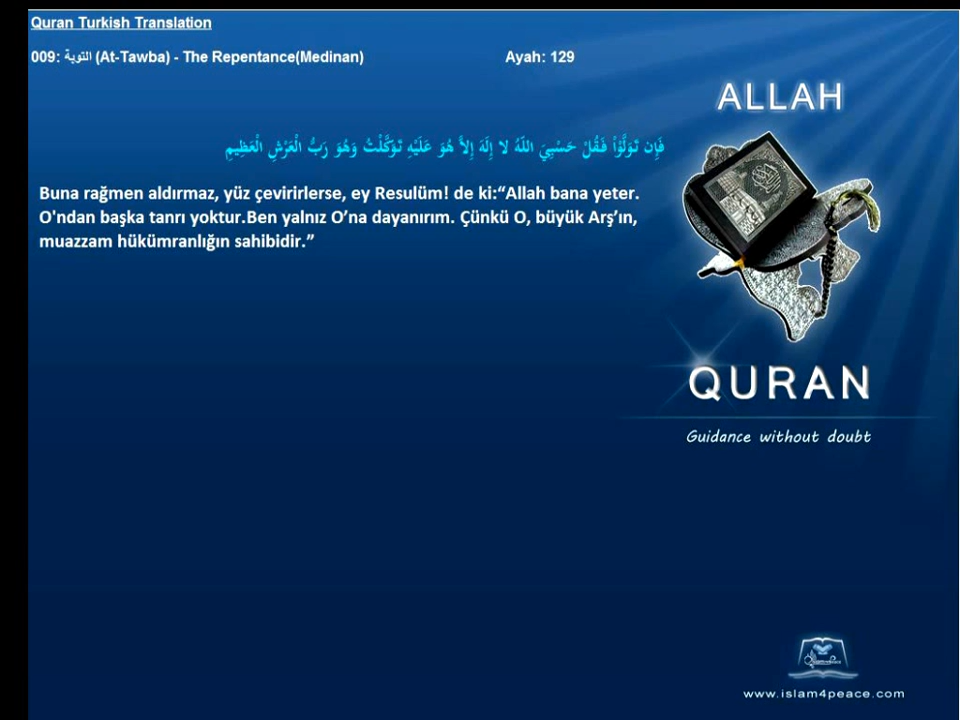 Quran Turkish Translation
009: التوبة (At-Tawba) - The Repentance(Medinan) Ayah: 129
ALLAH
فَإِن تَوَلَّوْاْ فَقُلْ حَسْبِيَ اللّهُ لا إِلَهَ إِلاَّ هُوَ عَلَيْهِ تَوَكَّلْتُ وَهُوَ رَبُّ الْعَرْشِ الْعَظِيمِ
Buna rağmen aldırmaz, yüz çevirirlerse, ey Resulüm! de ki:“Allah bana yeter.
O'ndan başka tanrı yoktur.Ben yalnız O’na dayanırım. Çünkü O, büyük Arş’ın,
muazzam hükümranlığın sahibidir.”
QURAN
Guidance without doubt
www.islam4peace.com